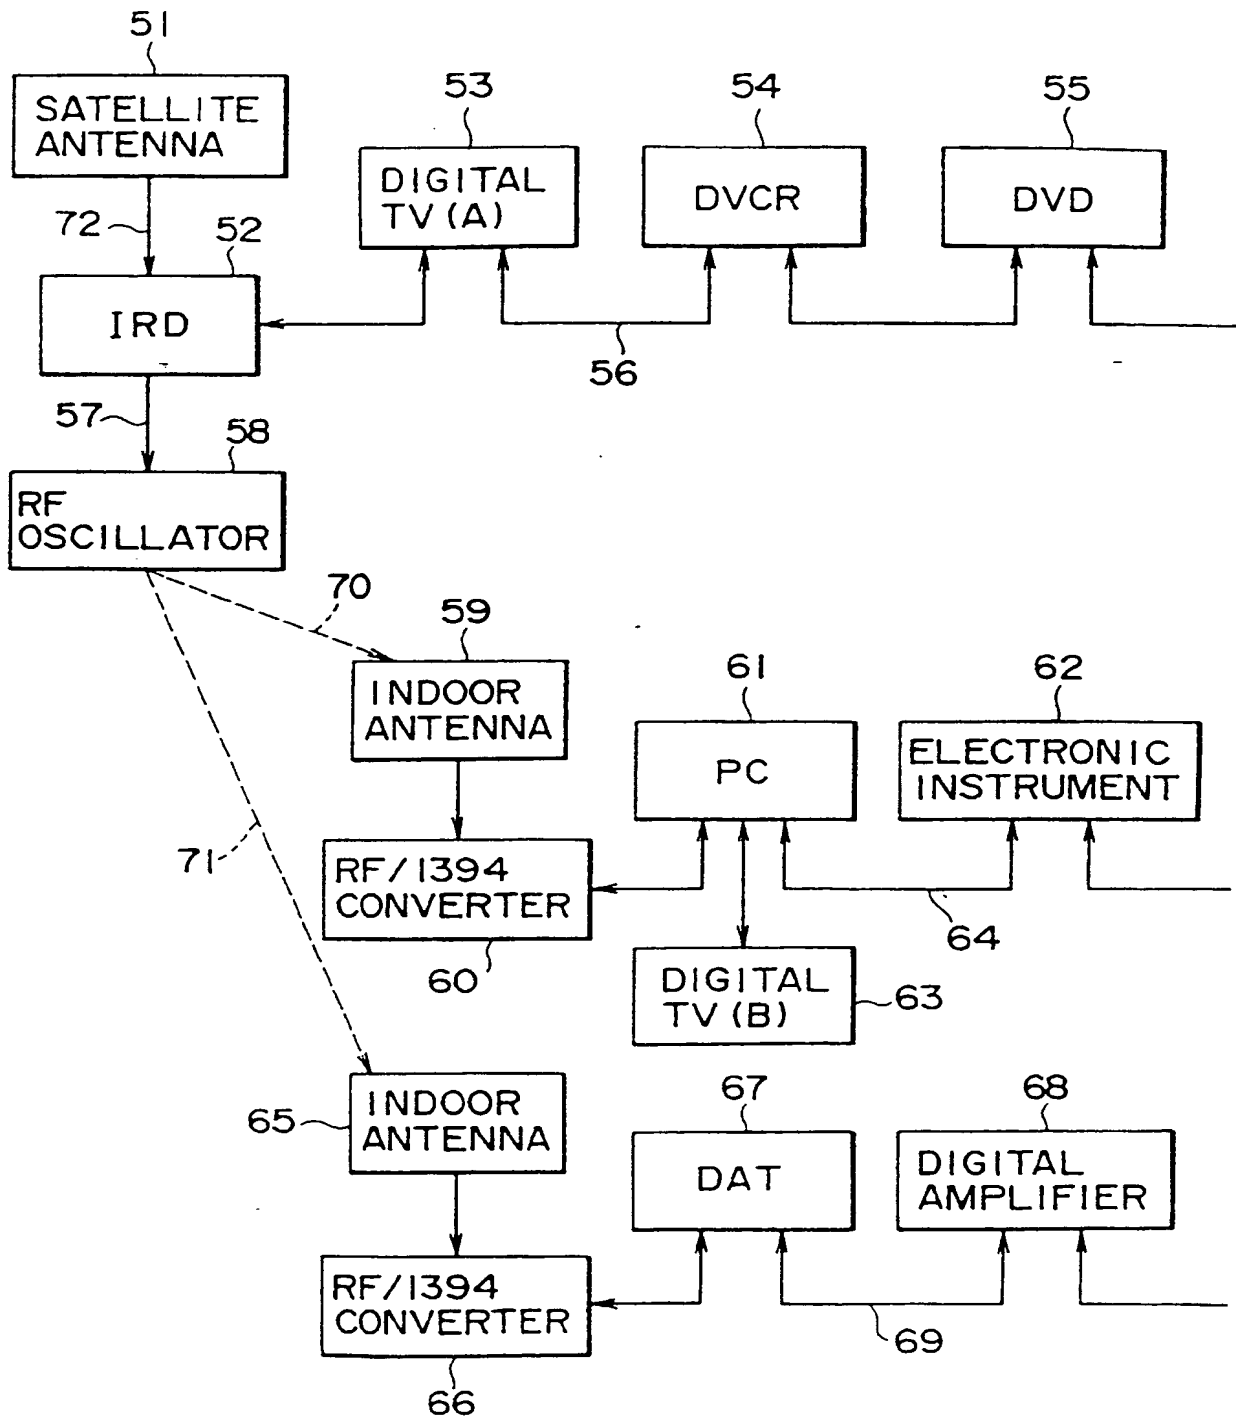 51
SATELLITE
ANTENNA
72
52
IRD
53
DIGITAL
TV (A)
54
DVCR
55
DVD
56
57
58
RF
OSCILLATOR
70
71
59
INDOOR
ANTENNA
RF/1394
CONVERTER
60
61
PC
62
ELECTRONIC
INSTRUMENT
64
DIGITAL
TV (B)
63
65
INDOOR
ANTENNA
RF/1394
CONVERTER
66
67
DAT
68
DIGITAL
AMPLIFIER
69